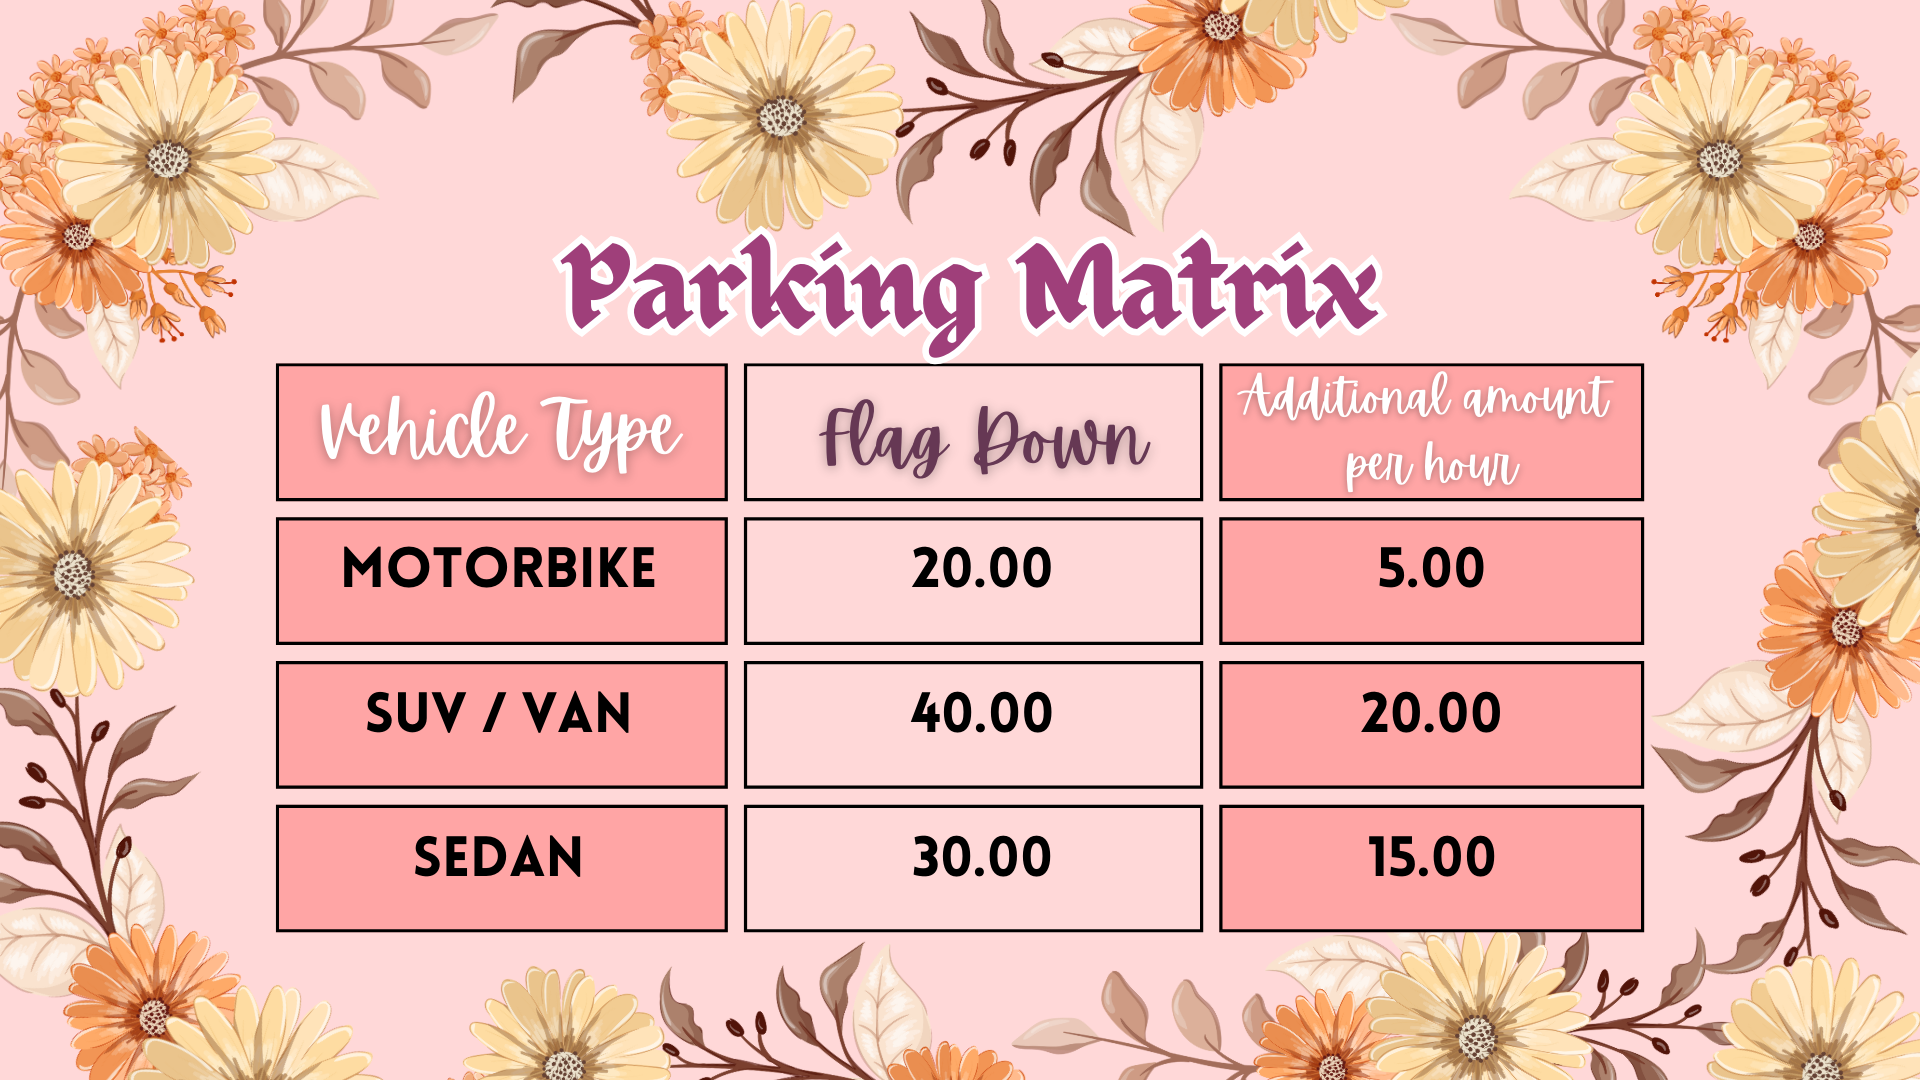 Parking Matrix
Vehicle Type
Flag Down
Additional amount
per hour
MOTORBIKE
20.00
5.00
SUV / VAN
40.00
20.00
SEDAN
30.00
15.00